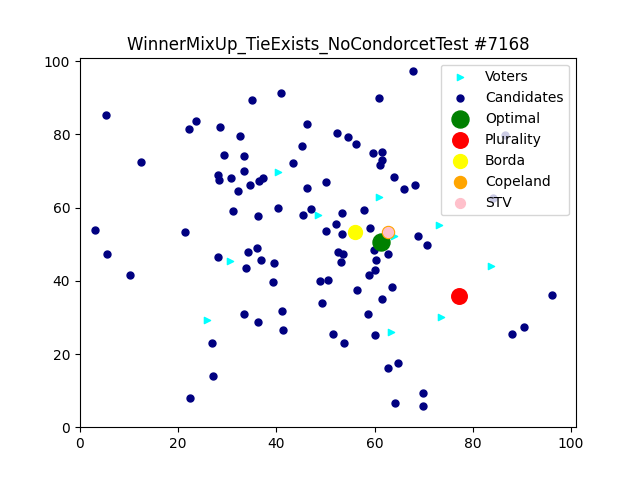 WinnerMixUp_TieExists_NoCondorcetTest #7168
100
80
60
40
20
0
0
20
40
60
80
100
Voters
Candidates
Optimal
Plurality
Borda
Copeland
STV